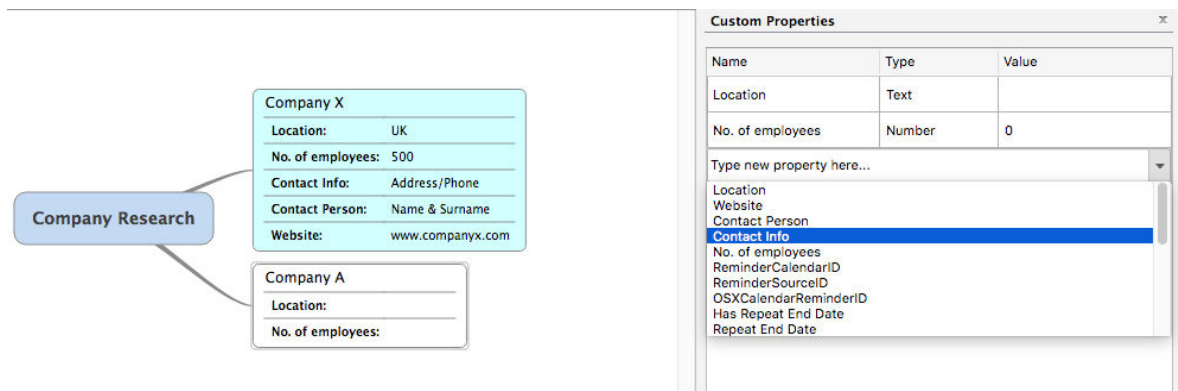 Company Research
Company X
Location: UK
No. of employees: 500
Contact Info: Address/Phone
Contact Person: Name & Surname
Website: www.companyx.com
Company A
Location:
No. of employees:
Custom Properties x
Name Type Value
Location Text
No. of employees Number 0
Type new property here...
Location
Website
Contact Person
Contact Info
No. of employees
ReminderCalendarID
ReminderSourceID
OSXCalendarReminderID
Has Repeat End Date
Repeat End Date